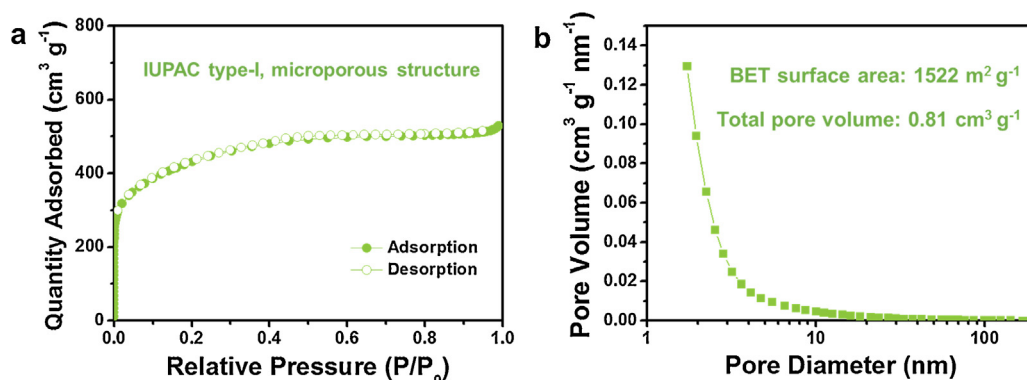 a
Quantity Adsorbed (cm³ g⁻¹)
800
600
400
200
0
IUPAC type-I, microporous structure
Adsorption
Desorption
0.0 0.2 0.4 0.6 0.8 1.0
Relative Pressure (P/P₀)
b
Pore Volume (cm³ g⁻¹ nm⁻¹)
0.14
0.12
0.10
0.08
0.06
0.04
0.02
0.00
BET surface area: 1522 m² g⁻¹
Total pore volume: 0.81 cm³ g⁻¹
1 10 100
Pore Diameter (nm)